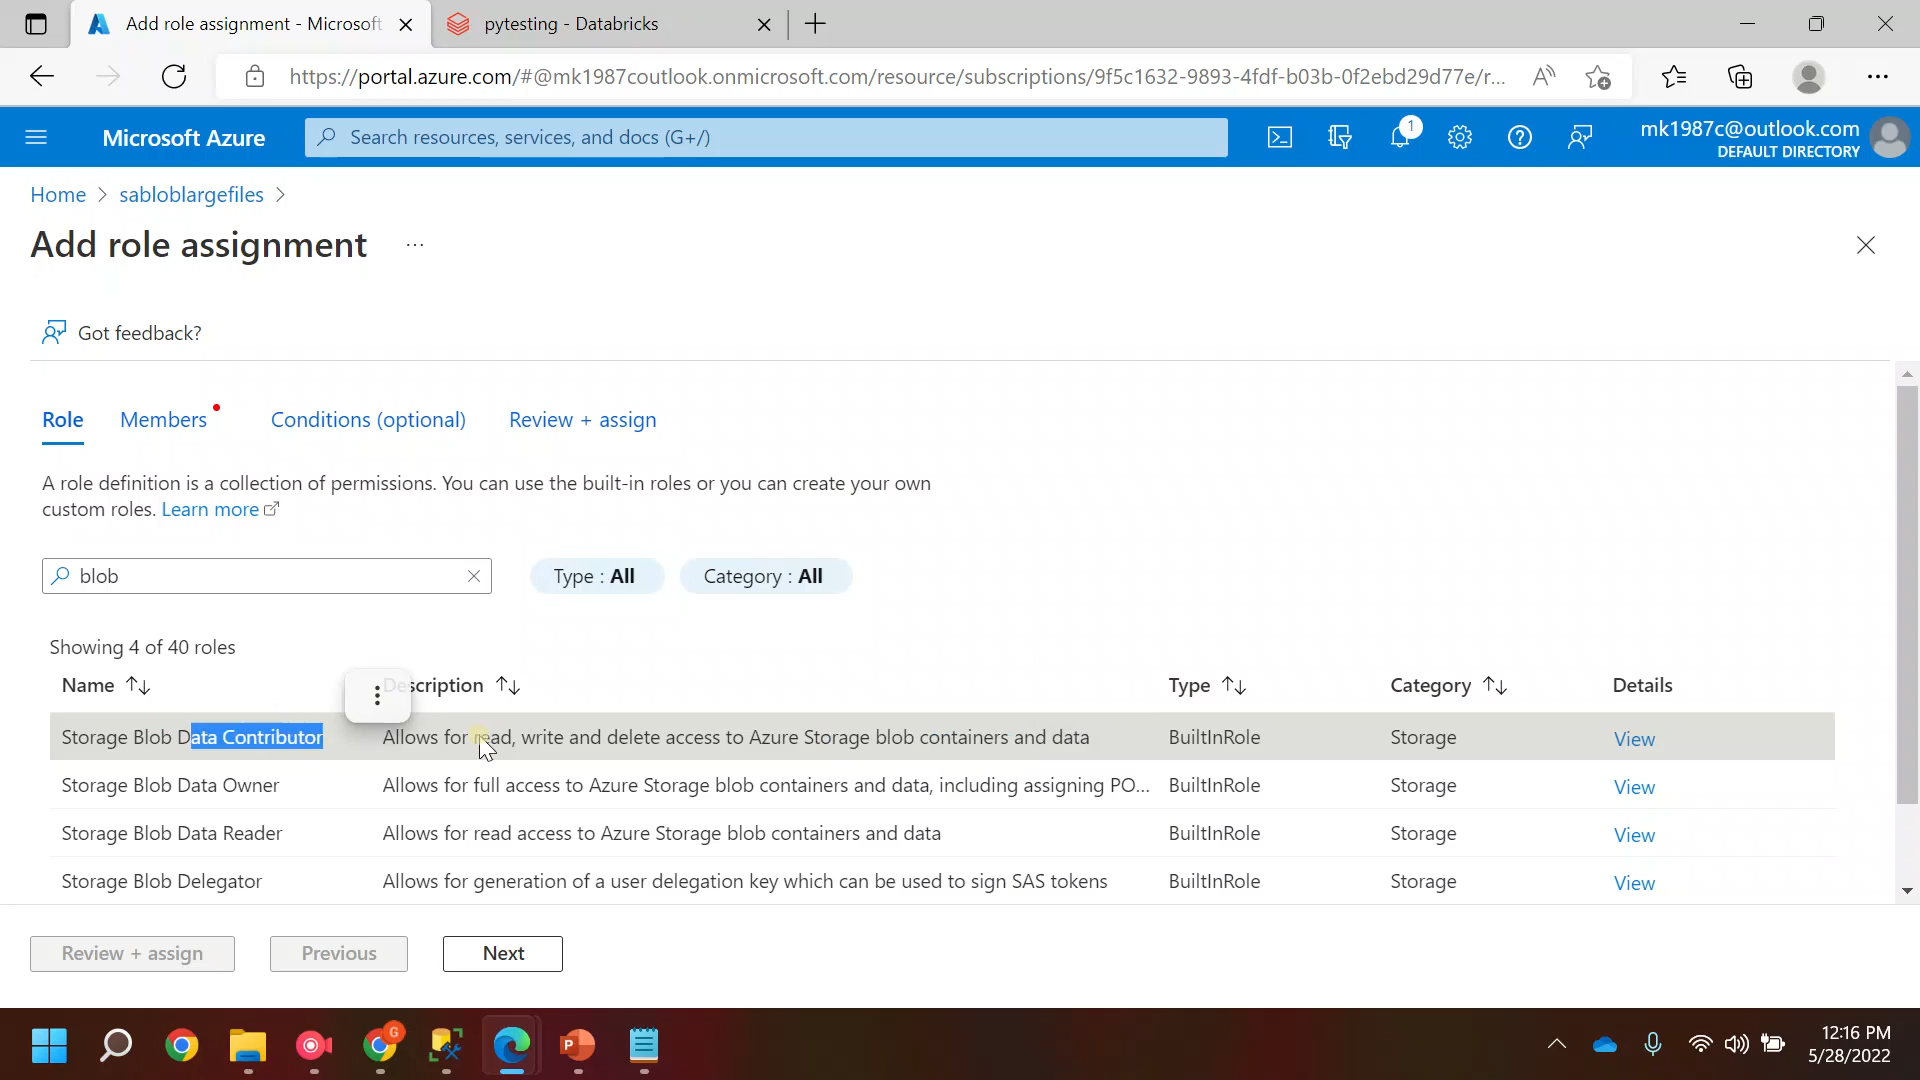 Add role assignment - Microsoft
pytesting - Databricks
https://portal.azure.com/#@mk1987coutlook.onmicrosoft.com/resource/subscriptions/9f5c1632-9893-4fdf-b03b-0f2ebd29d77e/r...
Microsoft Azure
Search resources, services, and docs (G+/)
1
mk1987c@outlook.com
DEFAULT DIRECTORY
Home > sabloblargefiles >
Add role assignment ...
Got feedback?
Role Members Conditions (optional) Review + assign
A role definition is a collection of permissions. You can use the built-in roles or you can create your own
custom roles. Learn more
blob
Type : All
Category : All
Showing 4 of 40 roles
Name Description Type Category Details
Storage Blob Data Contributor Allows for read, write and delete access to Azure Storage blob containers and data BuiltInRole Storage View
Storage Blob Data Owner Allows for full access to Azure Storage blob containers and data, including assigning PO... BuiltInRole Storage View
Storage Blob Data Reader Allows for read access to Azure Storage blob containers and data BuiltInRole Storage View
Storage Blob Delegator Allows for generation of a user delegation key which can be used to sign SAS tokens BuiltInRole Storage View
Review + assign Previous Next
G
P
12:16 PM
5/28/2022